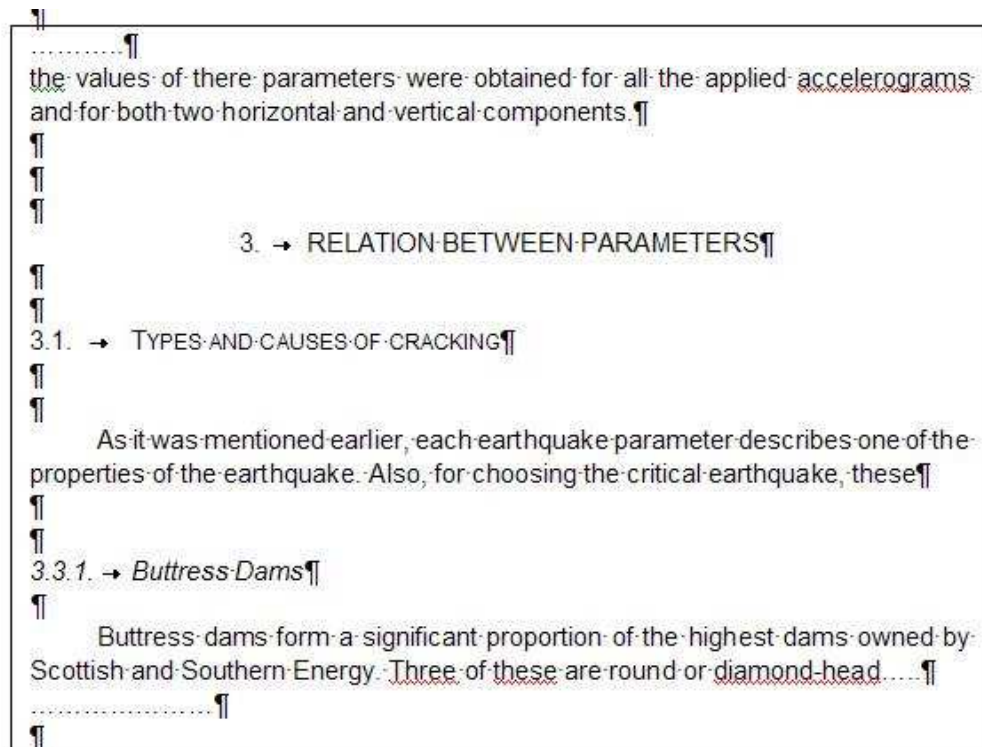 ¶
………..¶
the values of there parameters were obtained for all the applied accelerograms
and for both two horizontal and vertical components.¶
¶
¶
¶
3. → RELATION BETWEEN PARAMETERS¶
¶
¶
3.1. → TYPES AND CAUSES OF CRACKING¶
¶
¶
As it was mentioned earlier, each earthquake parameter describes one of the
properties of the earthquake. Also, for choosing the critical earthquake, these¶
¶
¶
3.3.1. → Buttress Dams¶
¶
Buttress dams form a significant proportion of the highest dams owned by
Scottish and Southern Energy. Three of these are round or diamond-head…..¶
…………………¶
¶